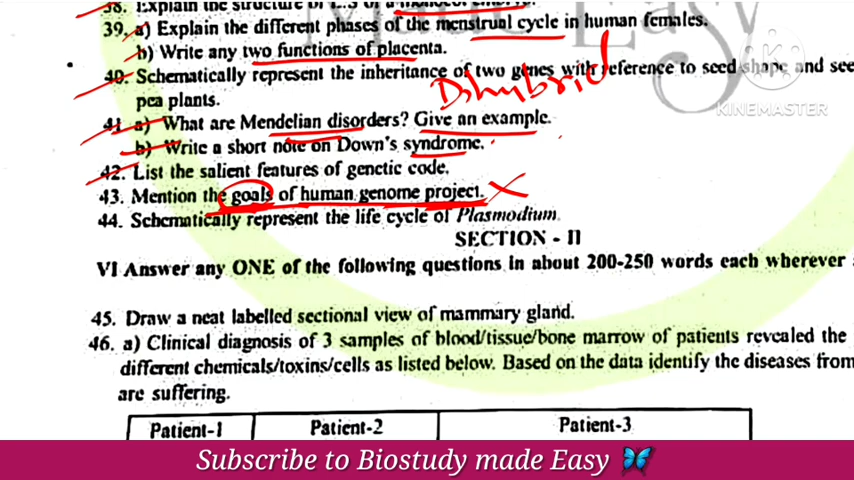 38. Explain the structure of
39. a) Explain the different phases of the menstrual cycle in human females.
b) Write any two functions of placenta.
40. Schematically represent the inheritance of two genes with reference to seed shape and see
pea plants.
Dihybrid
KINEMASTER
41. a) What are Mendelian disorders? Give an example.
b) Write a short note on Down's syndrome.
42. List the salient features of genetic code.
43. Mention the goals of human genome project.
44. Schematically represent the life cycle of Plasmodium
SECTION - II
VI Answer any ONE of the following questions in about 200-250 words each wherever
45. Draw a neat labelled sectional view of mammary gland.
46. a) Clinical diagnosis of 3 samples of blood/tissue/bone marrow of patients revealed the
different chemicals/toxins/cells as listed below. Based on the data identify the diseases from
are suffering.
Patient-1 Patient-2 Patient-3
Subscribe to Biostudy made Easy